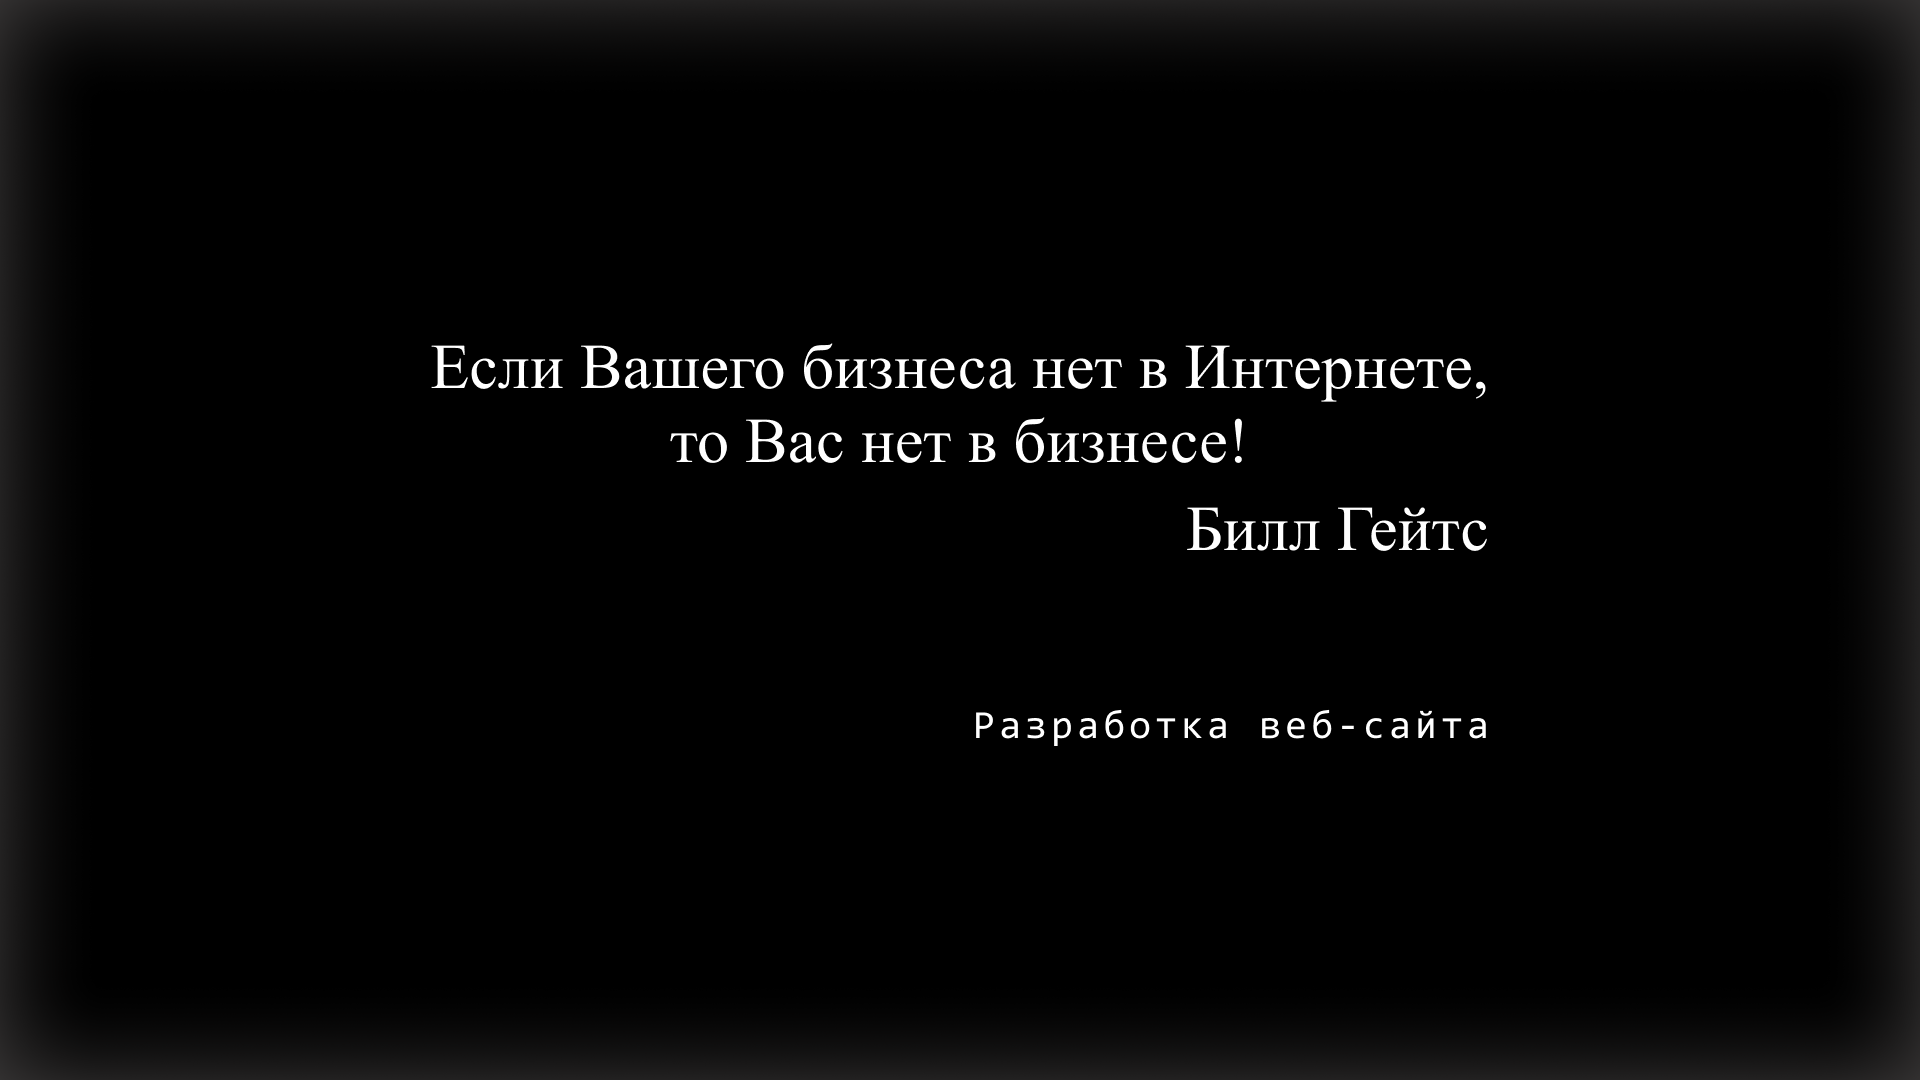 Если Вашего бизнеса нет в Интернете,
то Вас нет в бизнесе!
Билл Гейтс
Разработка веб-сайта